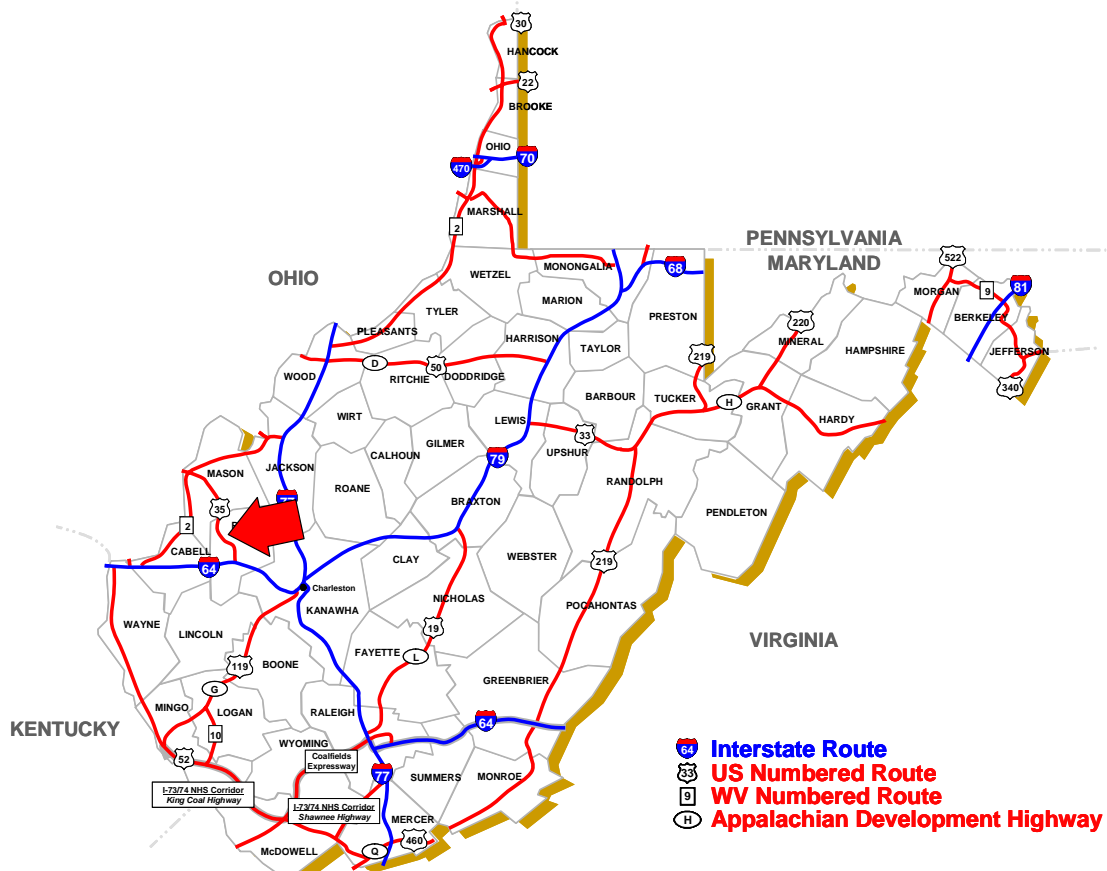 30
HANCOCK
22
BROOKE
OHIO
470
70
MARSHALL
2
PENNSYLVANIA
MARYLAND
OHIO
WETZEL
MONONGALIA
68
522
MORGAN
9
81
BERKELEY
MARION
TYLER
PRESTON
220
PLEASANTS
HARRISON
MINERAL
HAMPSHIRE
JEFFERSON
TAYLOR
219
D
50
RITCHIE
DODDRIDGE
WOOD
340
BARBOUR
TUCKER
H
GRANT
WIRT
LEWIS
HARDY
33
GILMER
UPSHUR
CALHOUN
79
MASON
JACKSON
RANDOLPH
ROANE
BRAXTON
35
PENDLETON
2
CABELL
WEBSTER
CLAY
219
64
Charleston
NICHOLAS
POCAHONTAS
KANAWHA
WAYNE
LINCOLN
19
VIRGINIA
FAYETTE
L
BOONE
119
GREENBRIER
G
MINGO
LOGAN
RALEIGH
64
KENTUCKY
10
WYOMING
Coalfields
Expressway
52
77
SUMMERS
MONROE
I-73/74 NHS Corridor
King Coal Highway
I-73/74 NHS Corridor
Shawnee Highway
MERCER
460
McDOWELL
Q
64 Interstate Route
33 US Numbered Route
9 WV Numbered Route
H Appalachian Development Highway